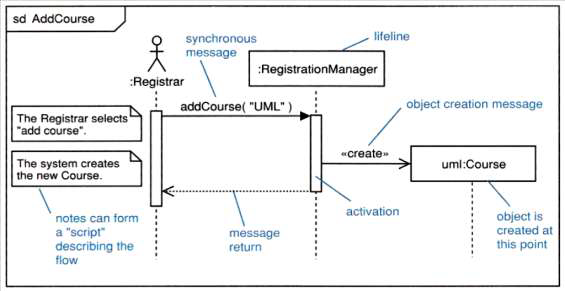 sd AddCourse
synchronous
message
lifeline
:Registrar
:RegistrationManager
addCourse( "UML" )
The Registrar selects
"add course".
object creation message
The system creates
the new Course.
«create»
uml:Course
notes can form
a "script"
describing the
flow
message
return
activation
object is
created at
this point